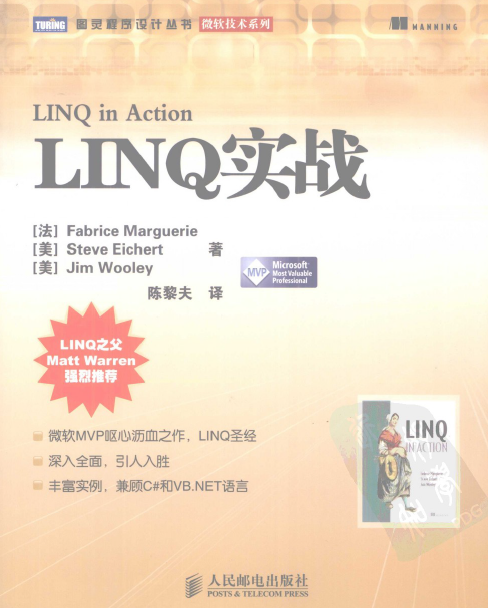 TURING 图灵程序设计丛书 微软技术系列
MANNING
LINQ in Action
LINQ实战
[法] Fabrice Marguerie
[美] Steve Eichert 著
[美] Jim Wooley
MVP Microsoft
Most Valuable
Professional
陈黎夫 译
LINQ之父
Matt Warren
强烈推荐
LINQ
IN ACTION
微软MVP呕心沥血之作，LINQ圣经
深入全面，引人入胜
丰富实例，兼顾C#和VB.NET语言
人民邮电出版社
POSTS & TELECOM PRESS